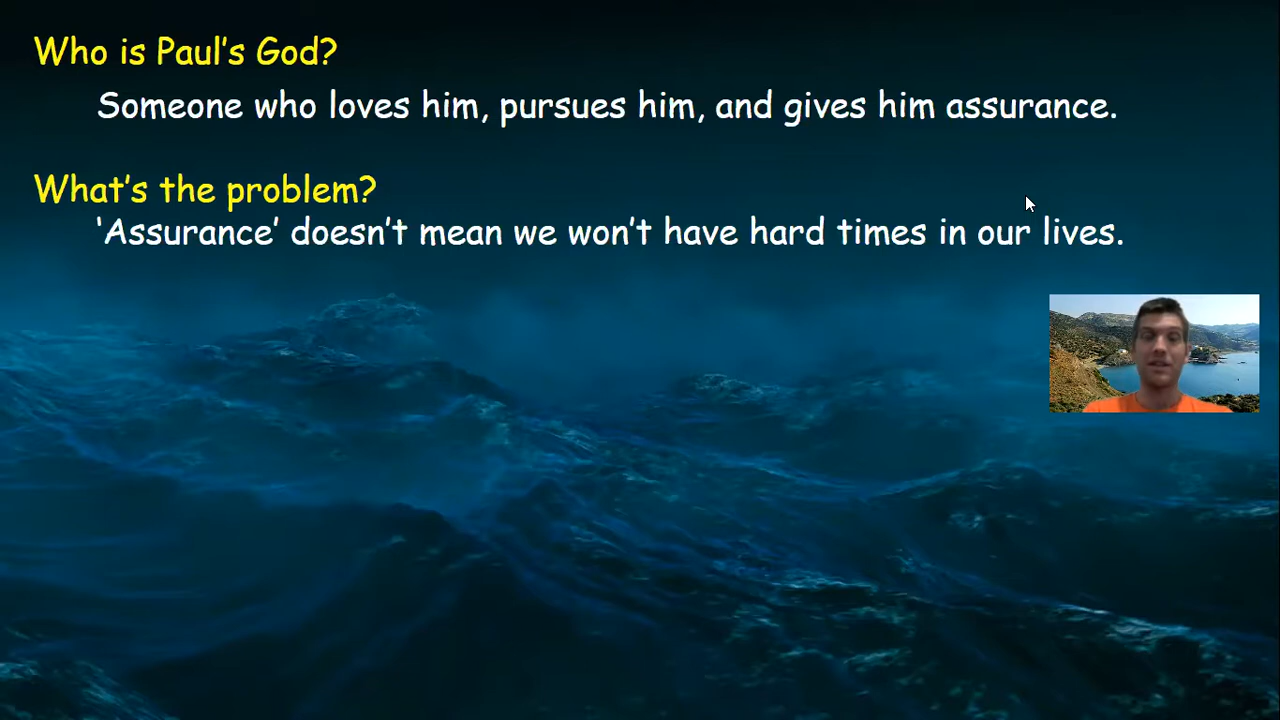 Who is Paul's God?
Someone who loves him, pursues him, and gives him assurance.
What's the problem?
‘Assurance’ doesn't mean we won't have hard times in our lives.